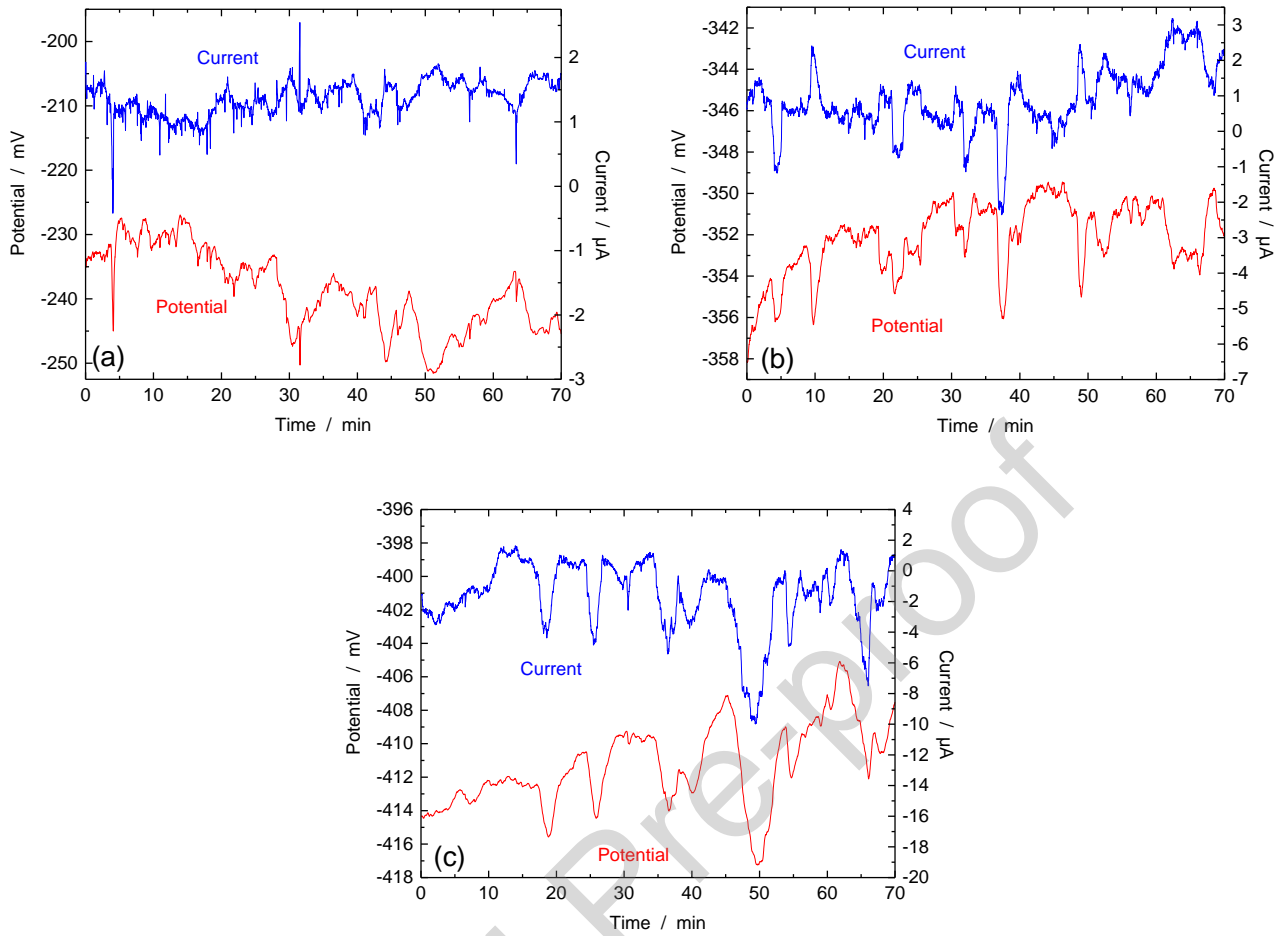 -200
-210
-220
-230
-240
-250
Potential / mV
Current
Potential
(a)
2
1
0
-1
-2
-3
Current / µA
0 10 20 30 40 50 60 70
Time / min
-342
-344
-346
-348
-350
-352
-354
-356
-358
Potential / mV
Current
Potential
(b)
3
2
1
0
-1
-2
-3
-4
-5
-6
-7
Current / µA
0 10 20 30 40 50 60 70
Time / min
-396
-398
-400
-402
-404
-406
-408
-410
-412
-414
-416
-418
Potential / mV
Current
Potential
(c)
4
2
0
-2
-4
-6
-8
-10
-12
-14
-16
-18
-20
Current / µA
0 10 20 30 40 50 60 70
Time / min
Pre-proof